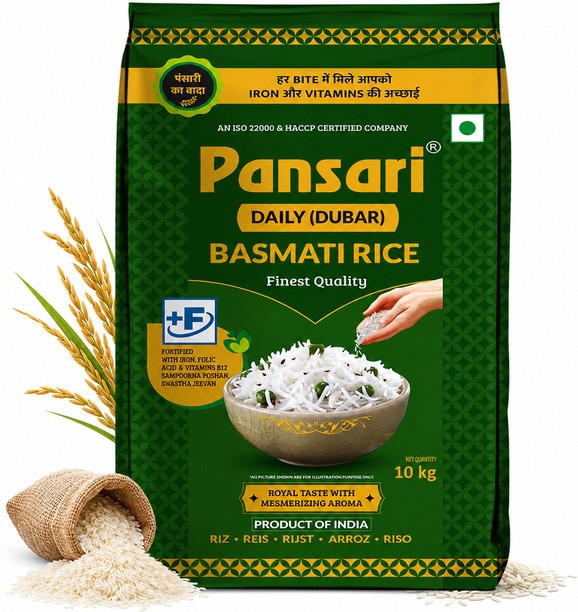 पंसारी
का वादा
हर BITE में मिले आपको
IRON और VITAMINS की अच्छाई
AN ISO 22000 & HACCP CERTIFIED COMPANY
Pansari®
DAILY (DUBAR)
BASMATI RICE
Finest Quality
+F
FORTIFIED
WITH IRON, FOLIC
ACID & VITAMINS B12
SAMPOORNA POSHAN,
SWASTHA JEEVAN
NET QUANTITY
10 kg
*ALL PICTURE SHOWN ARE FOR ILLUSTRATION PURPOSE ONLY.
ROYAL TASTE WITH
MESMERIZING AROMA
PRODUCT OF INDIA
RIZ • REIS • RIJST • ARROZ • RISO